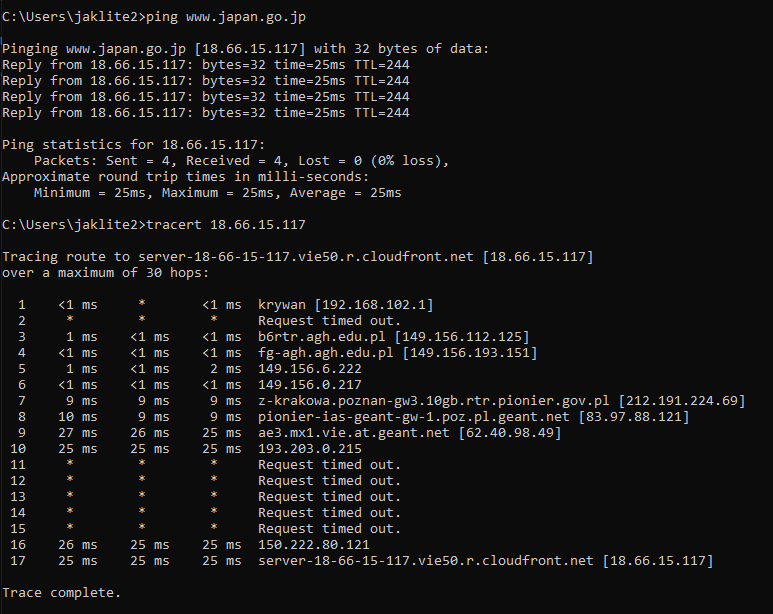 C:\Users\jaklite2>ping www.japan.go.jp

Pinging www.japan.go.jp [18.66.15.117] with 32 bytes of data:
Reply from 18.66.15.117: bytes=32 time=25ms TTL=244
Reply from 18.66.15.117: bytes=32 time=25ms TTL=244
Reply from 18.66.15.117: bytes=32 time=25ms TTL=244
Reply from 18.66.15.117: bytes=32 time=25ms TTL=244

Ping statistics for 18.66.15.117:
    Packets: Sent = 4, Received = 4, Lost = 0 (0% loss),
Approximate round trip times in milli-seconds:
    Minimum = 25ms, Maximum = 25ms, Average = 25ms

C:\Users\jaklite2>tracert 18.66.15.117

Tracing route to server-18-66-15-117.vie50.r.cloudfront.net [18.66.15.117]
over a maximum of 30 hops:

  1    <1 ms     *       <1 ms  krywan [192.168.102.1]
  2     *        *        *     Request timed out.
  3     1 ms    <1 ms    <1 ms  b6rtr.agh.edu.pl [149.156.112.125]
  4    <1 ms    <1 ms    <1 ms  fg-agh.agh.edu.pl [149.156.193.151]
  5     1 ms    <1 ms     2 ms  149.156.6.222
  6    <1 ms    <1 ms    <1 ms  149.156.0.217
  7     9 ms     9 ms     9 ms  z-krakowa.poznan-gw3.10gb.rtr.pionier.gov.pl [212.191.224.69]
  8    10 ms     9 ms     9 ms  pionier-ias-geant-gw-1.poz.pl.geant.net [83.97.88.121]
  9    27 ms    26 ms    25 ms  ae3.mx1.vie.at.geant.net [62.40.98.49]
 10    25 ms    25 ms    25 ms  193.203.0.215
 11     *        *        *     Request timed out.
 12     *        *        *     Request timed out.
 13     *        *        *     Request timed out.
 14     *        *        *     Request timed out.
 15     *        *        *     Request timed out.
 16    26 ms    25 ms    25 ms  150.222.80.121
 17    25 ms    25 ms    25 ms  server-18-66-15-117.vie50.r.cloudfront.net [18.66.15.117]

Trace complete.